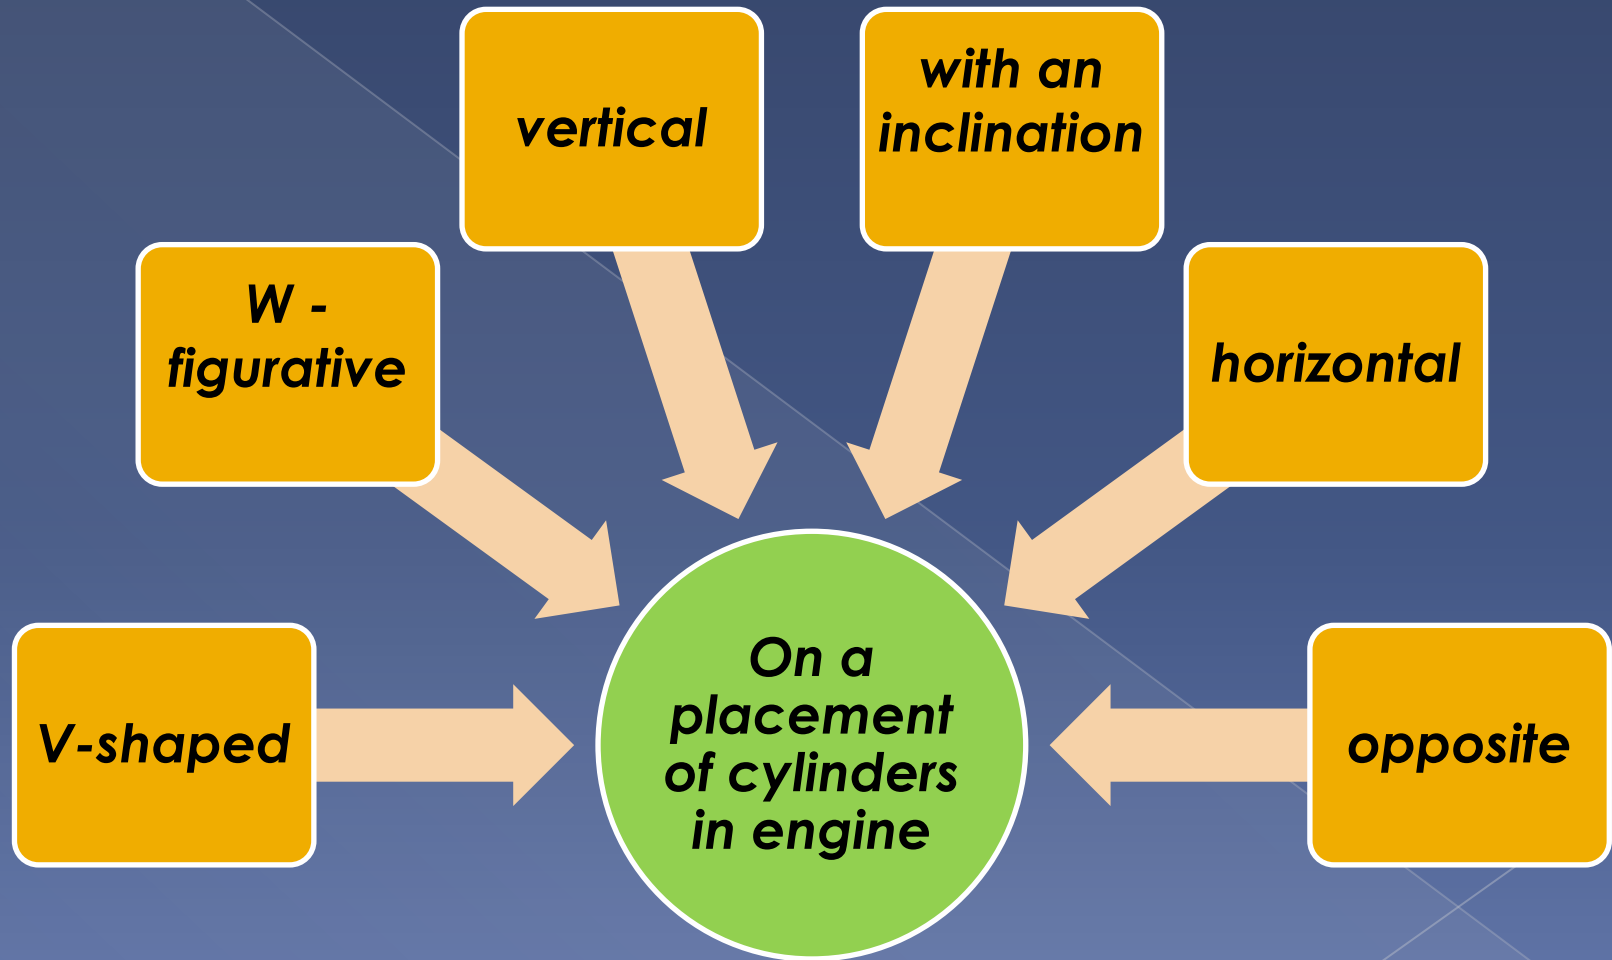 vertical
with an
inclination
W -
figurative
horizontal
V-shaped
On a
placement
of cylinders
in engine
opposite